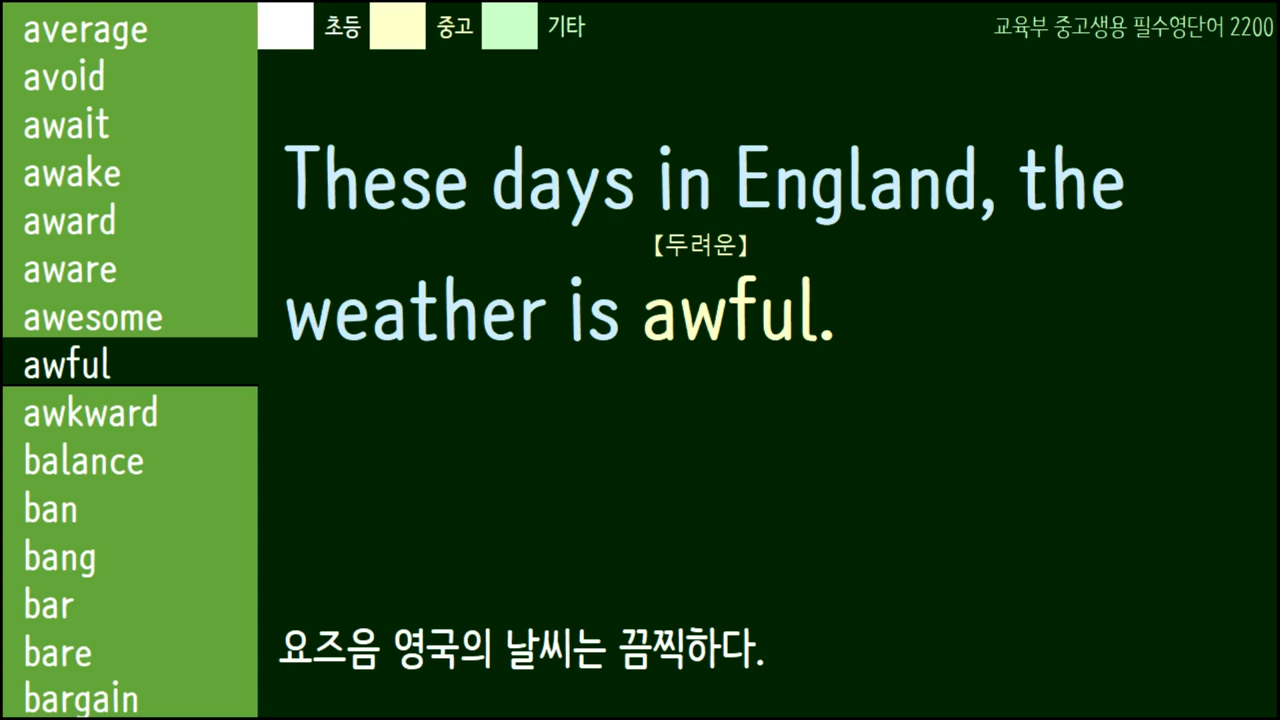 average
avoid
await
awake
award
aware
awesome
awful
awkward
balance
ban
bang
bar
bare
bargain
초등 중고 기타
교육부 중고생용 필수영단어 2200
These days in England, the
【두려운】
weather is awful.
요즈음 영국의 날씨는 끔찍하다.